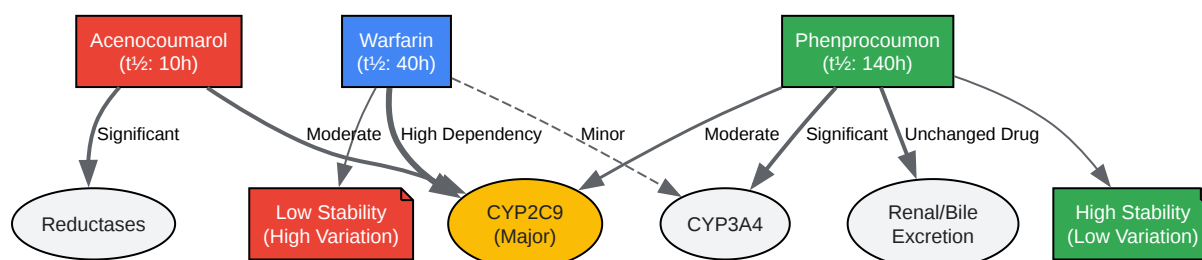 Acenocoumarol
(t½: 10h)
Warfarin
(t½: 40h)
Phenprocoumon
(t½: 140h)
Significant
Moderate
High Dependency
Minor
Moderate
Significant
Unchanged Drug
Reductases
Low Stability
(High Variation)
CYP2C9
(Major)
CYP3A4
Renal/Bile
Excretion
High Stability
(Low Variation)